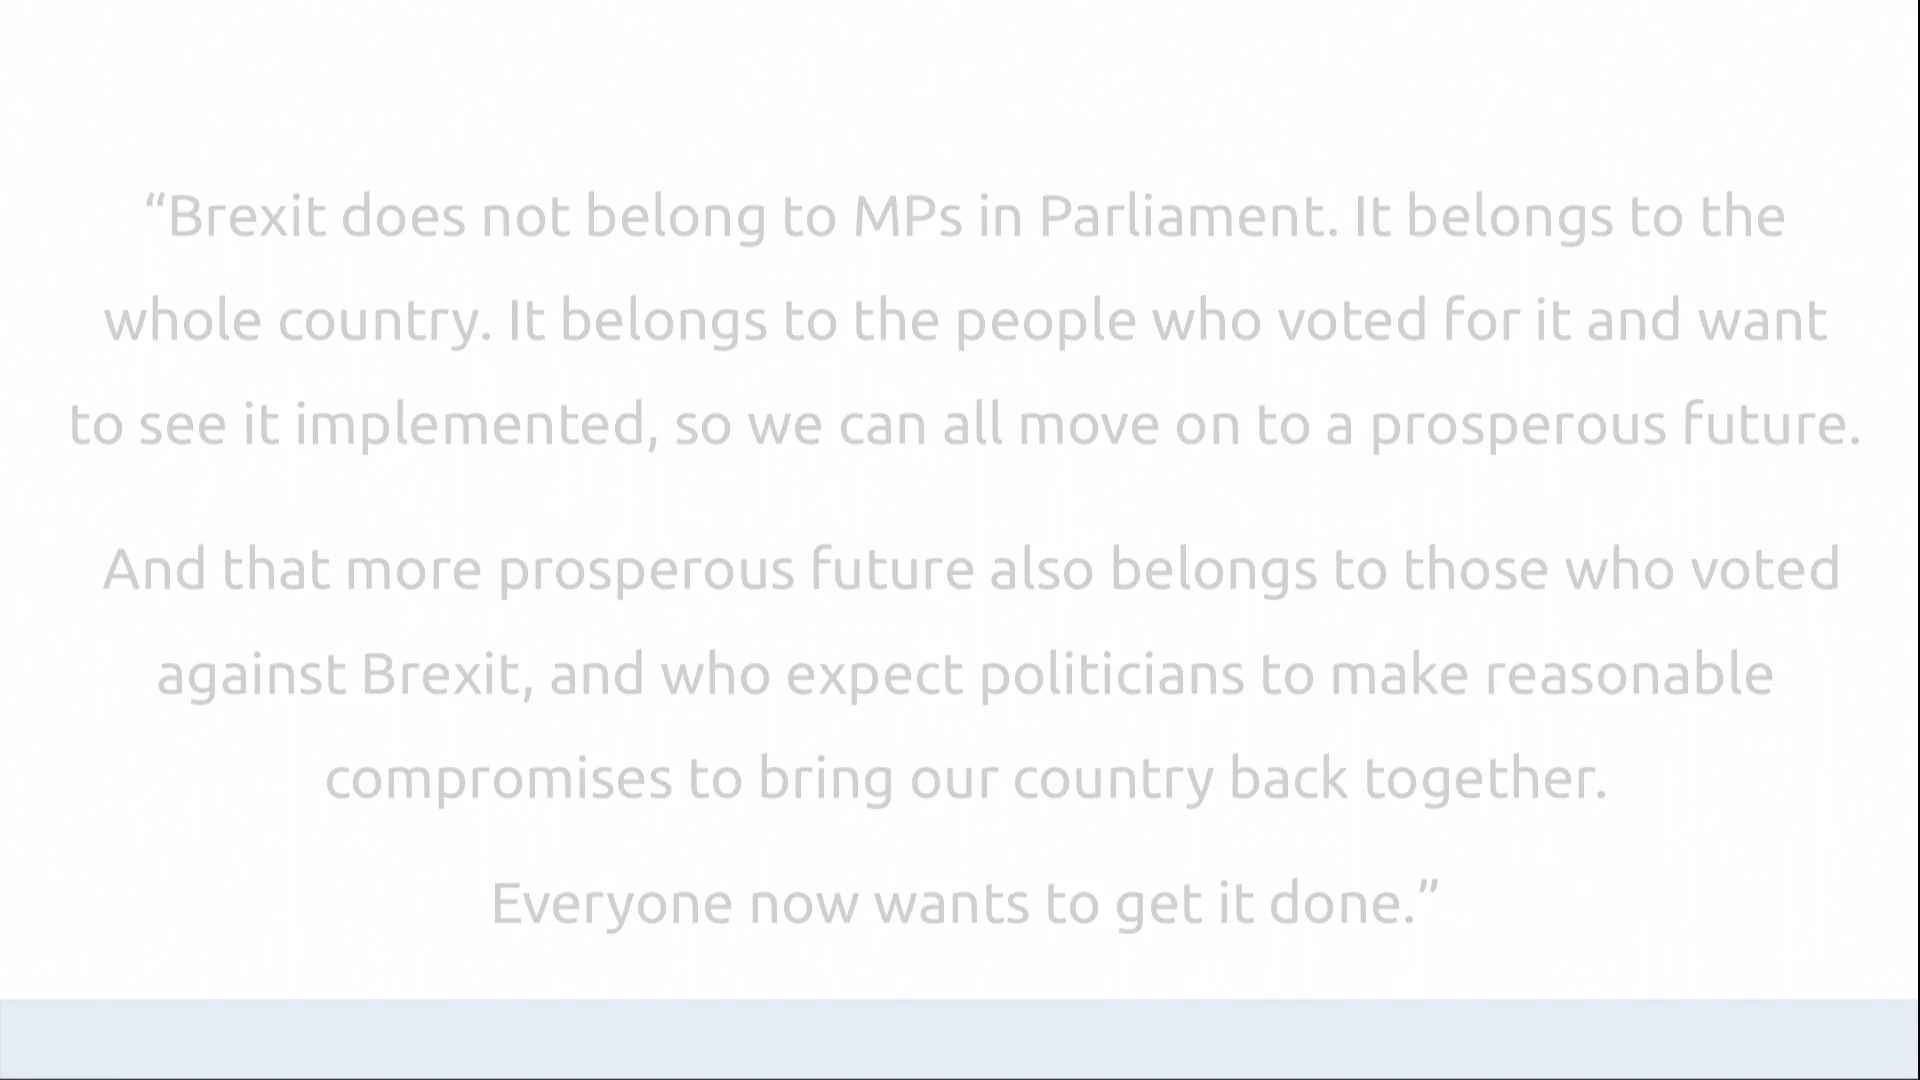 “Brexit does not belong to MPs in Parliament. It belongs to the
whole country. It belongs to the people who voted for it and want
to see it implemented, so we can all move on to a prosperous future.
And that more prosperous future also belongs to those who voted
against Brexit, and who expect politicians to make reasonable
compromises to bring our country back together.
Everyone now wants to get it done.”